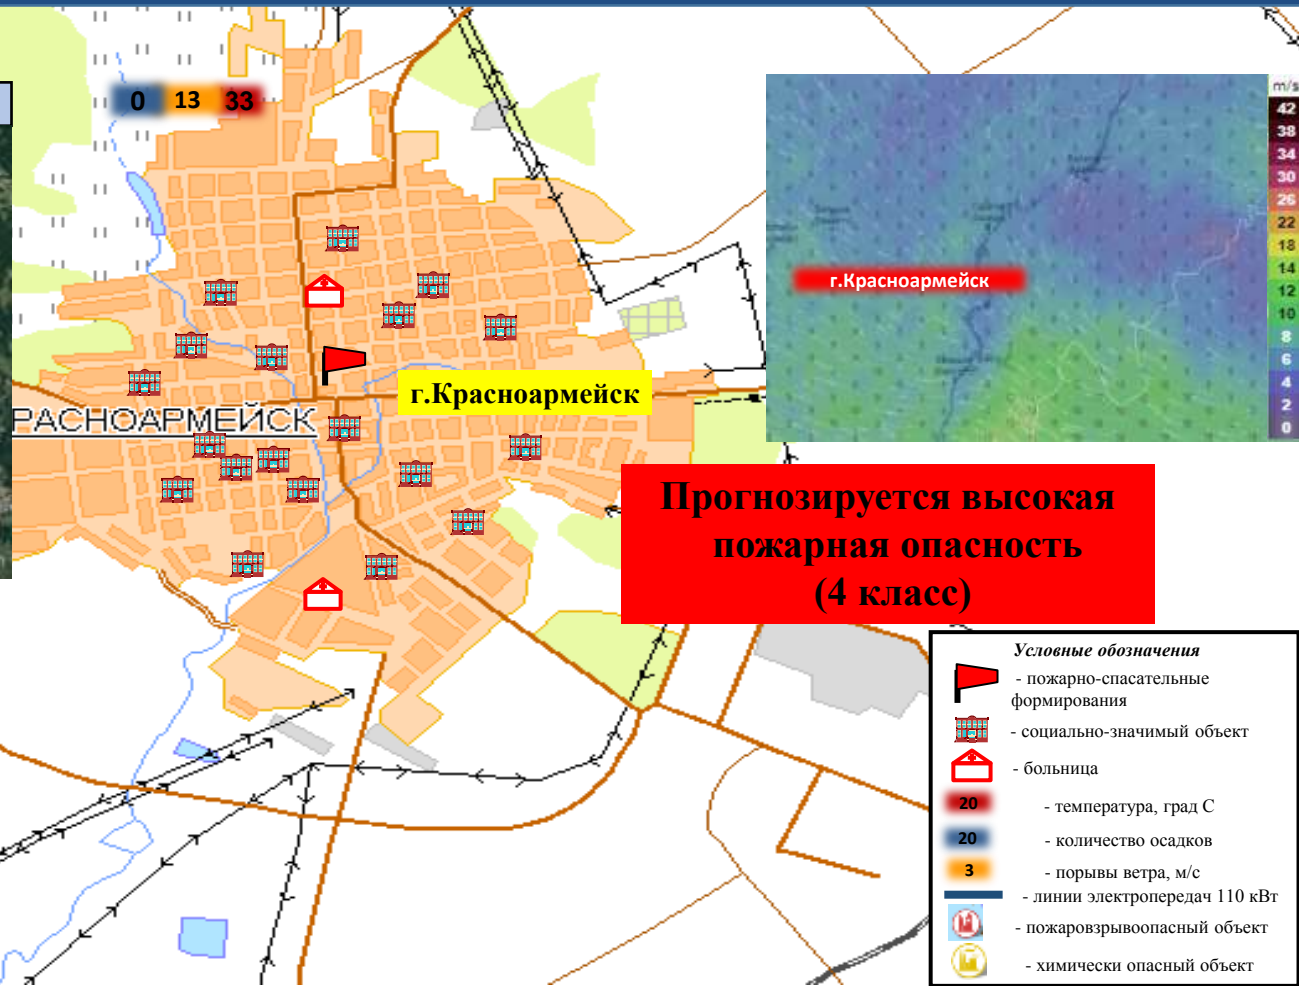 0 13 33
m/s
42
38
34
30
26
22
18
14
12
10
8
6
4
2
0
г.Красноармейск
г.Красноармейск
РАСНОАРМЕЙСК
Прогнозируется высокая
пожарная опасность
(4 класс)
Условные обозначения
- пожарно-спасательные
формирования
- социально-значимый объект
- больница
20 - температура, град С
20 - количество осадков
3 - порывы ветра, м/с
- линии электропередач 110 кВт
- пожаровзрывоопасный объект
- химически опасный объект